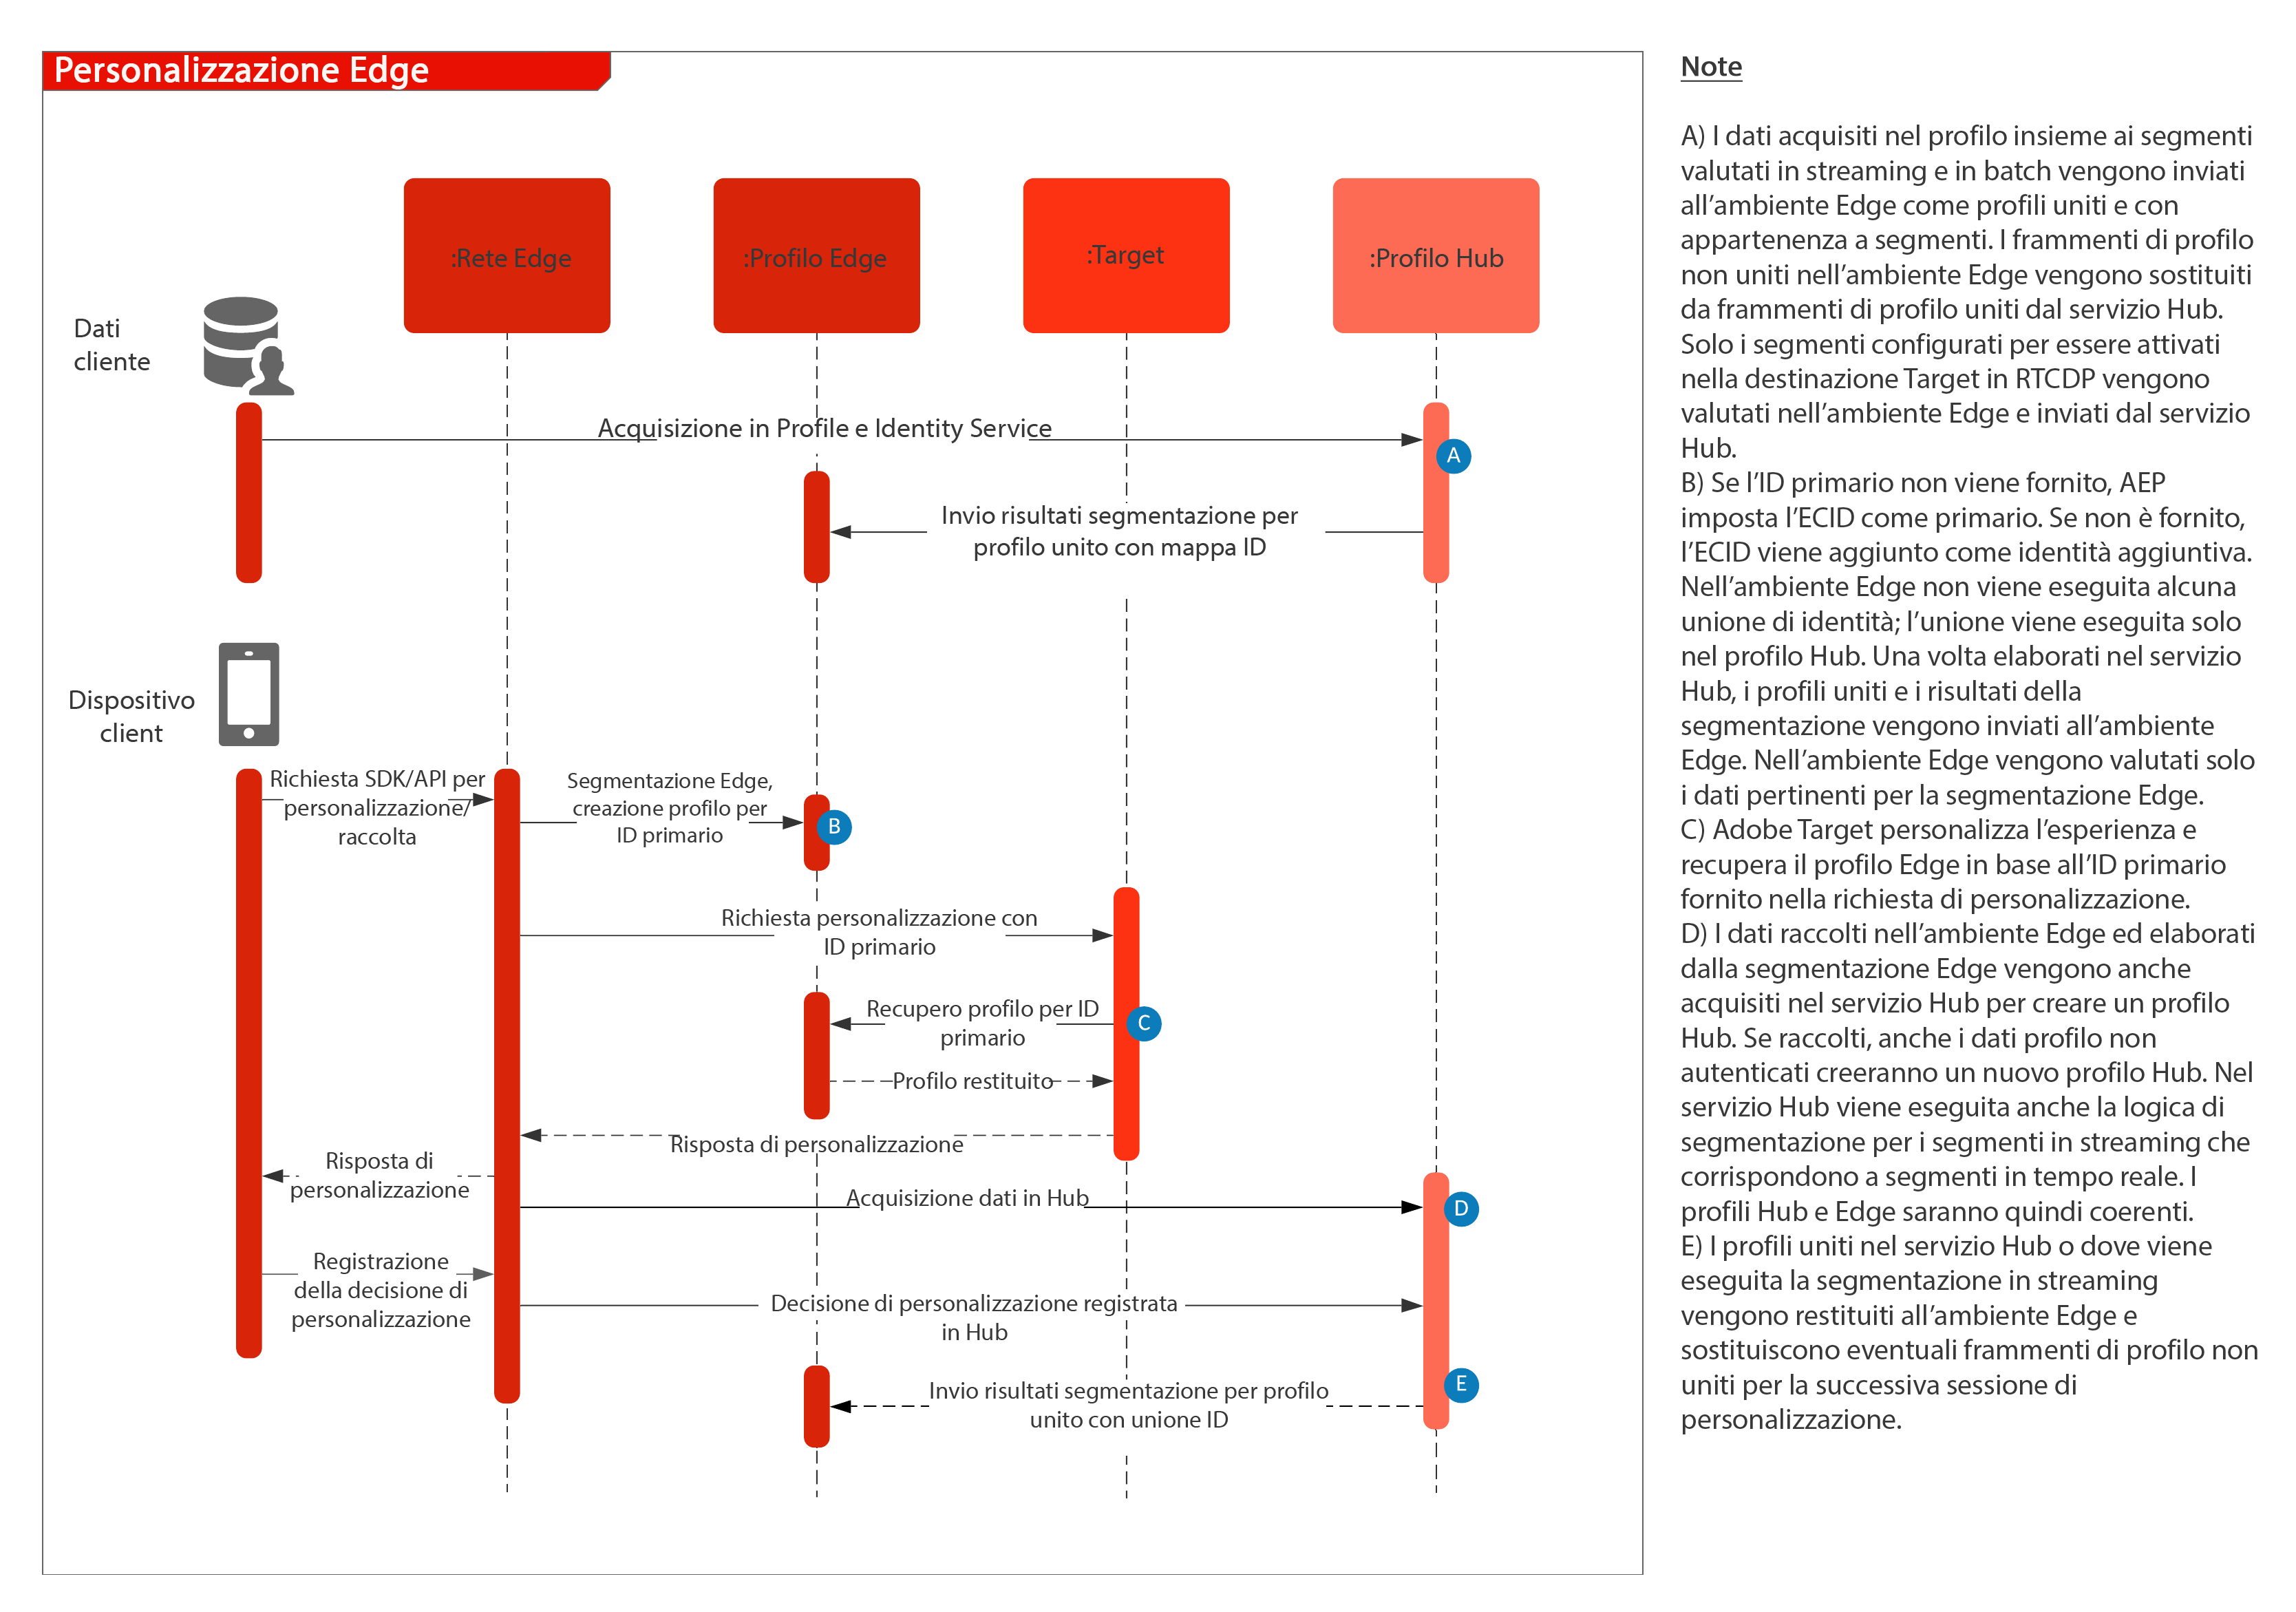 Personalizzazione Edge
:Rete Edge
:Profilo Edge
:Target
:Profilo Hub
Dati
cliente
Acquisizione in Profile e Identity Service
A
Invio risultati segmentazione per
profilo unito con mappa ID
Dispositivo
client
Richiesta SDK/API per
personalizzazione/
raccolta
Segmentazione Edge,
creazione profilo per
ID primario
B
Richiesta personalizzazione con
ID primario
Recupero profilo per ID
primario
C
Profilo restituito
Risposta di personalizzazione
Risposta di
personalizzazione
Acquisizione dati in Hub
D
Registrazione
della decisione di
personalizzazione
Decisione di personalizzazione registrata
in Hub
Invio risultati segmentazione per profilo
unito con unione ID
E
Note
A) I dati acquisiti nel profilo insieme ai segmenti
valutati in streaming e in batch vengono inviati
all’ambiente Edge come profili uniti e con
appartenenza a segmenti. I frammenti di profilo
non uniti nell’ambiente Edge vengono sostituiti
da frammenti di profilo uniti dal servizio Hub.
Solo i segmenti configurati per essere attivati
nella destinazione Target in RTCDP vengono
valutati nell’ambiente Edge e inviati dal servizio
Hub.
B) Se l’ID primario non viene fornito, AEP
imposta l’ECID come primario. Se non è fornito,
l’ECID viene aggiunto come identità aggiuntiva.
Nell’ambiente Edge non viene eseguita alcuna
unione di identità; l’unione viene eseguita solo
nel profilo Hub. Una volta elaborati nel servizio
Hub, i profili uniti e i risultati della
segmentazione vengono inviati all’ambiente
Edge. Nell’ambiente Edge vengono valutati solo
i dati pertinenti per la segmentazione Edge.
C) Adobe Target personalizza l’esperienza e
recupera il profilo Edge in base all’ID primario
fornito nella richiesta di personalizzazione.
D) I dati raccolti nell’ambiente Edge ed elaborati
dalla segmentazione Edge vengono anche
acquisiti nel servizio Hub per creare un profilo
Hub. Se raccolti, anche i dati profilo non
autenticati creeranno un nuovo profilo Hub. Nel
servizio Hub viene eseguita anche la logica di
segmentazione per i segmenti in streaming che
corrispondono a segmenti in tempo reale. I
profili Hub e Edge saranno quindi coerenti.
E) I profili uniti nel servizio Hub o dove viene
eseguita la segmentazione in streaming
vengono restituiti all’ambiente Edge e
sostituiscono eventuali frammenti di profilo non
uniti per la successiva sessione di
personalizzazione.